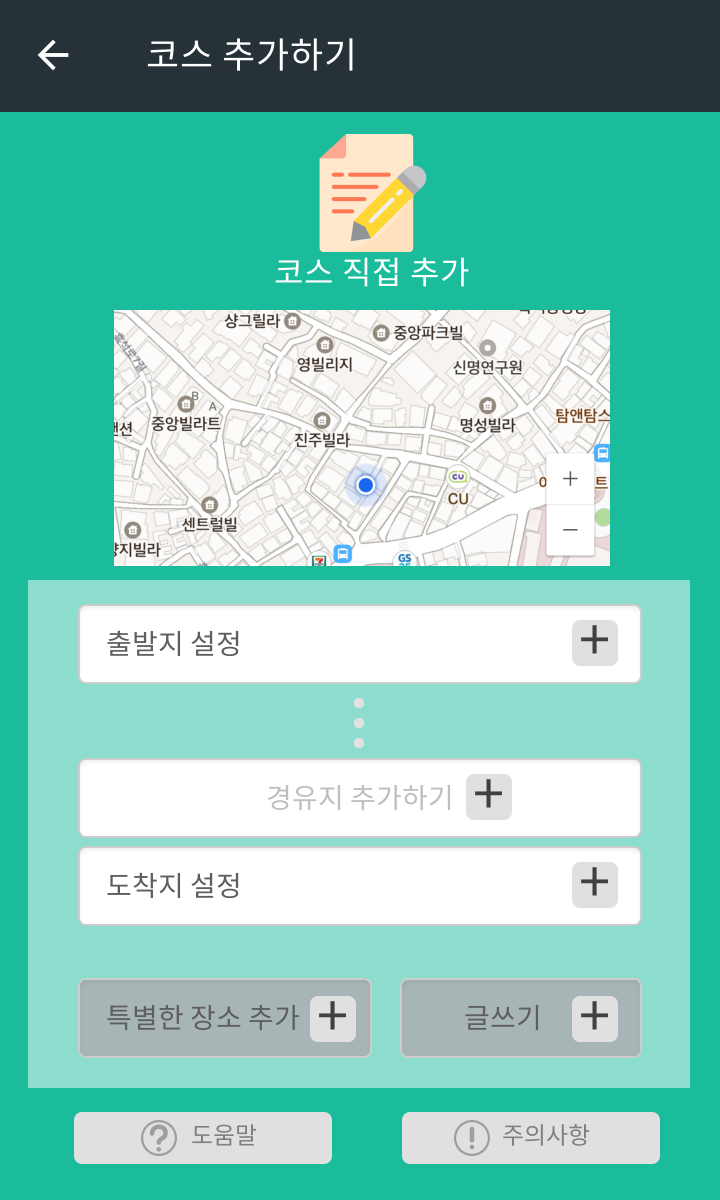 코스 추가하기
코스 직접 추가
샹그릴라
중앙파크빌
영빌리지
신명연구원
B
A
중앙빌라트
명성빌라
탐앤탐스
진주빌라
CU
CU
센트럴빌
7
GS
출발지 설정
경유지 추가하기
도착지 설정
특별한 장소 추가
글쓰기
도움말
주의사항